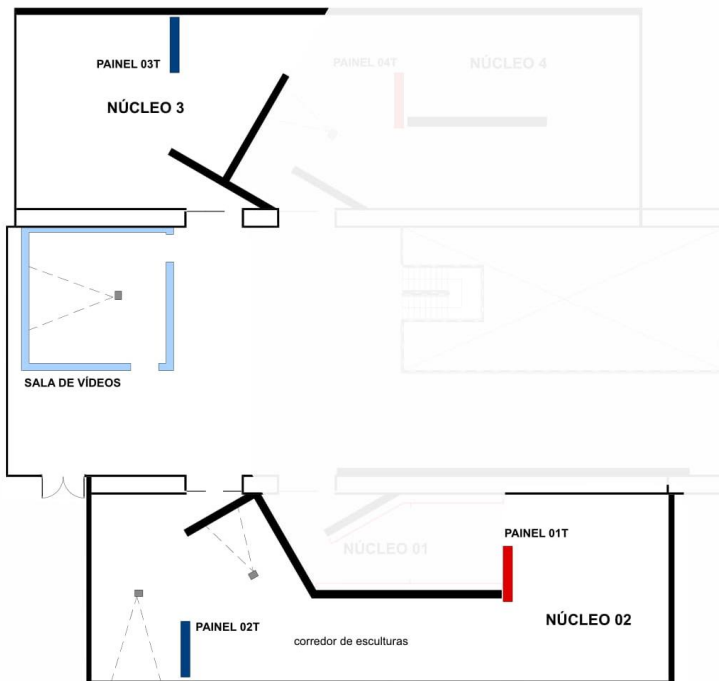 PAINEL 03T
PAINEL 04T
NÚCLEO 4
NÚCLEO 3
SALA DE VÍDEOS
PAINEL 01T
NÚCLEO 01
NÚCLEO 02
PAINEL 02T
corredor de esculturas